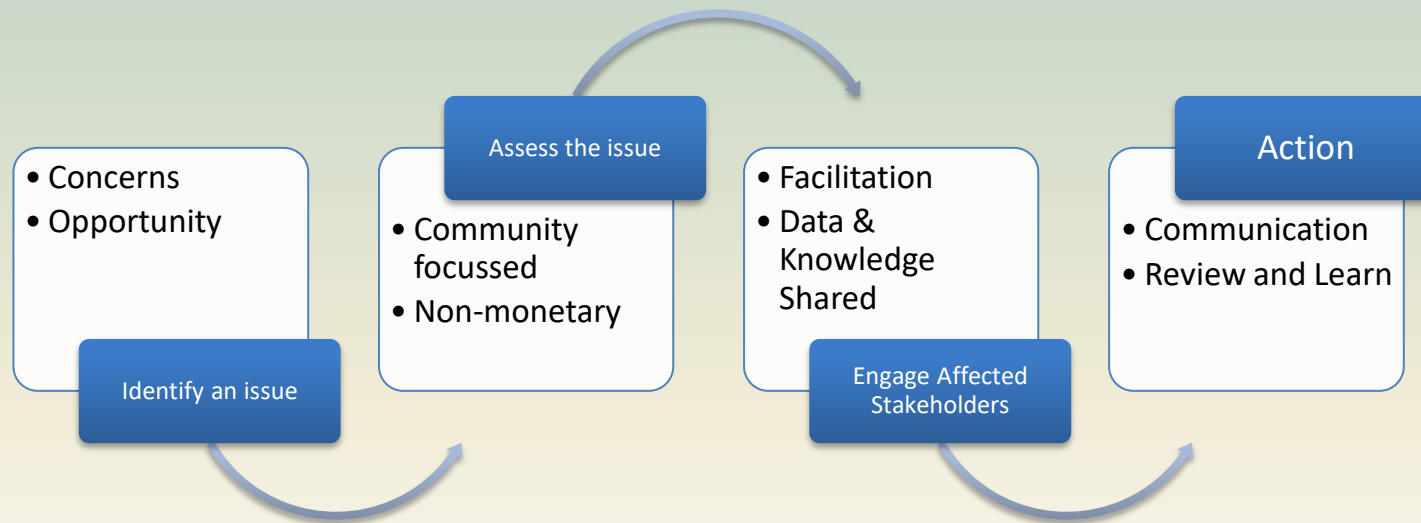 • Concerns
• Opportunity
Identify an issue
Assess the issue
• Community
focussed
• Non-monetary
• Facilitation
• Data &
Knowledge
Shared
Engage Affected
Stakeholders
Action
• Communication
• Review and Learn